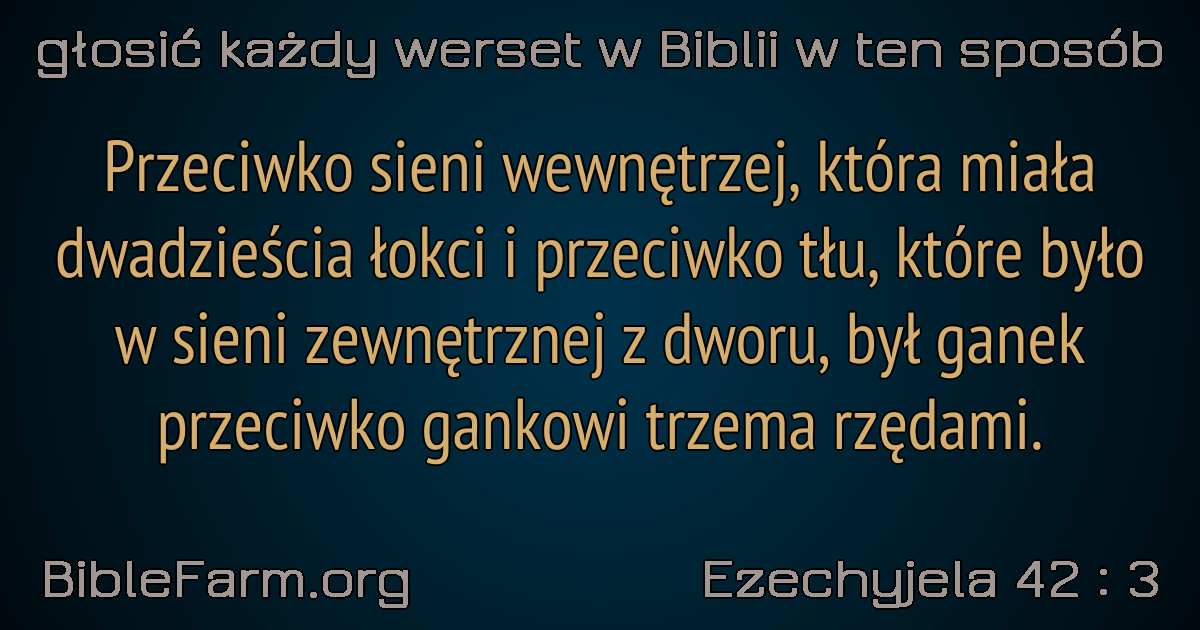 głosić każdy werset w Biblii w ten sposób
Przeciwko sieni wewnętrzej, która miała
dwadzieścia łokci i przeciwko tłu, które było
w sieni zewnętrznej z dworu, był ganek
przeciwko gankowi trzema rzędami.
BibleFarm.org
Ezechyjela 42 : 3